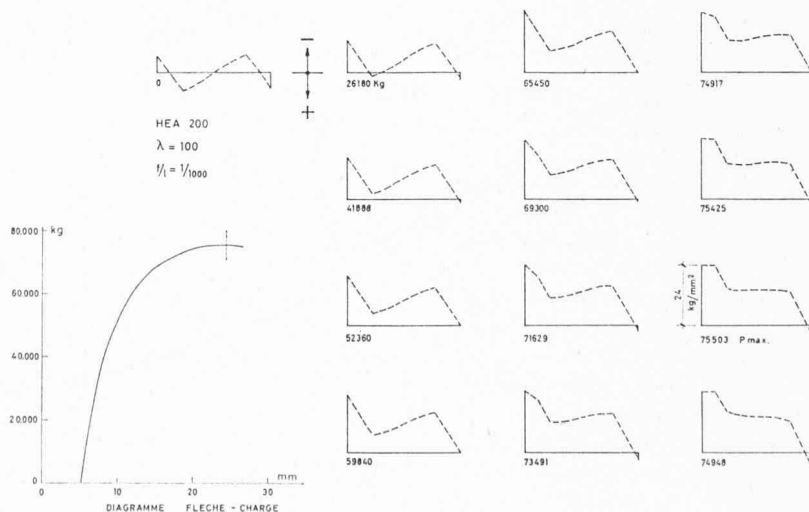 0
−
+
HEA 200
λ = 100
f/l = 1/1000
26180 Kg
65450
74917
41888
69300
75425
52360
71629
24
kg/mm²
75503 P max.
59840
73491
74948
80.000
kg
60.000
40.000
20.000
0
mm
0
10
20
30
DIAGRAMME FLECHE - CHARGE